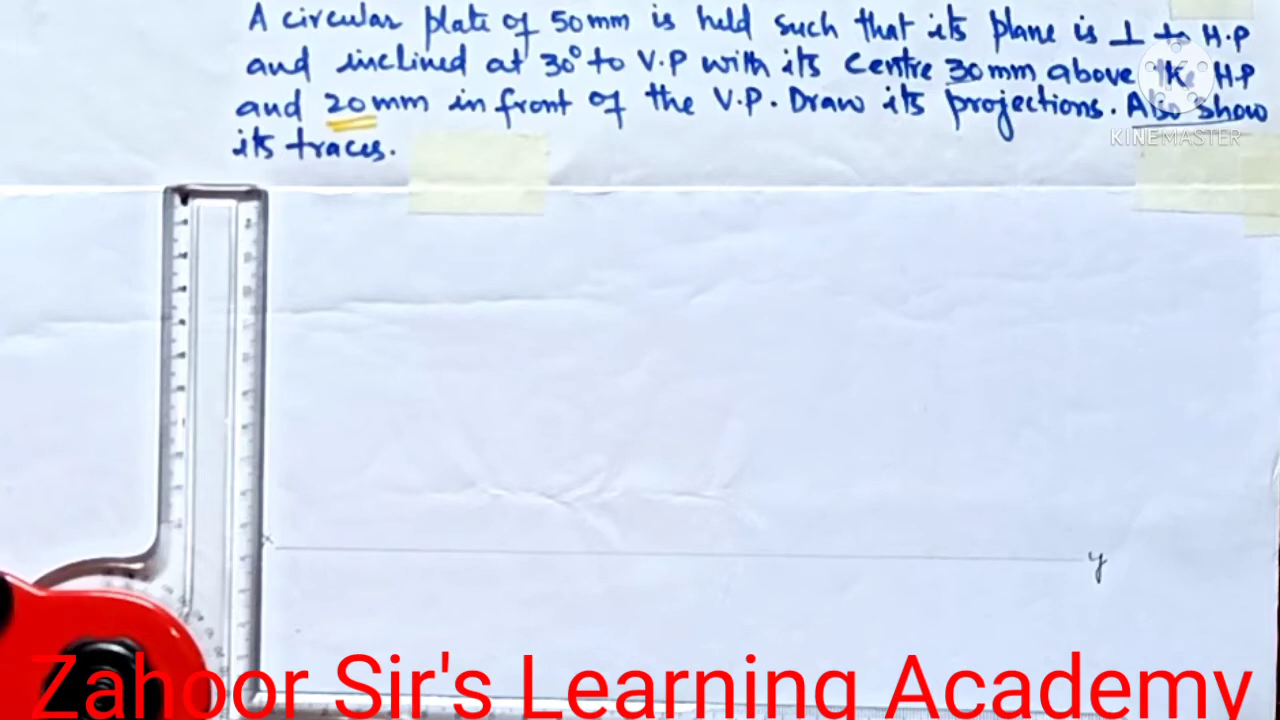 A circular plate of 50mm is held such that its plane is ⊥ to H.P
and inclined at 30° to V.P with its centre 30mm above H.P
and 20mm in front of the V.P. Draw its projections. Also show
its traces.
KINEMASTER
y
Zahoor Sir's Learning Academy